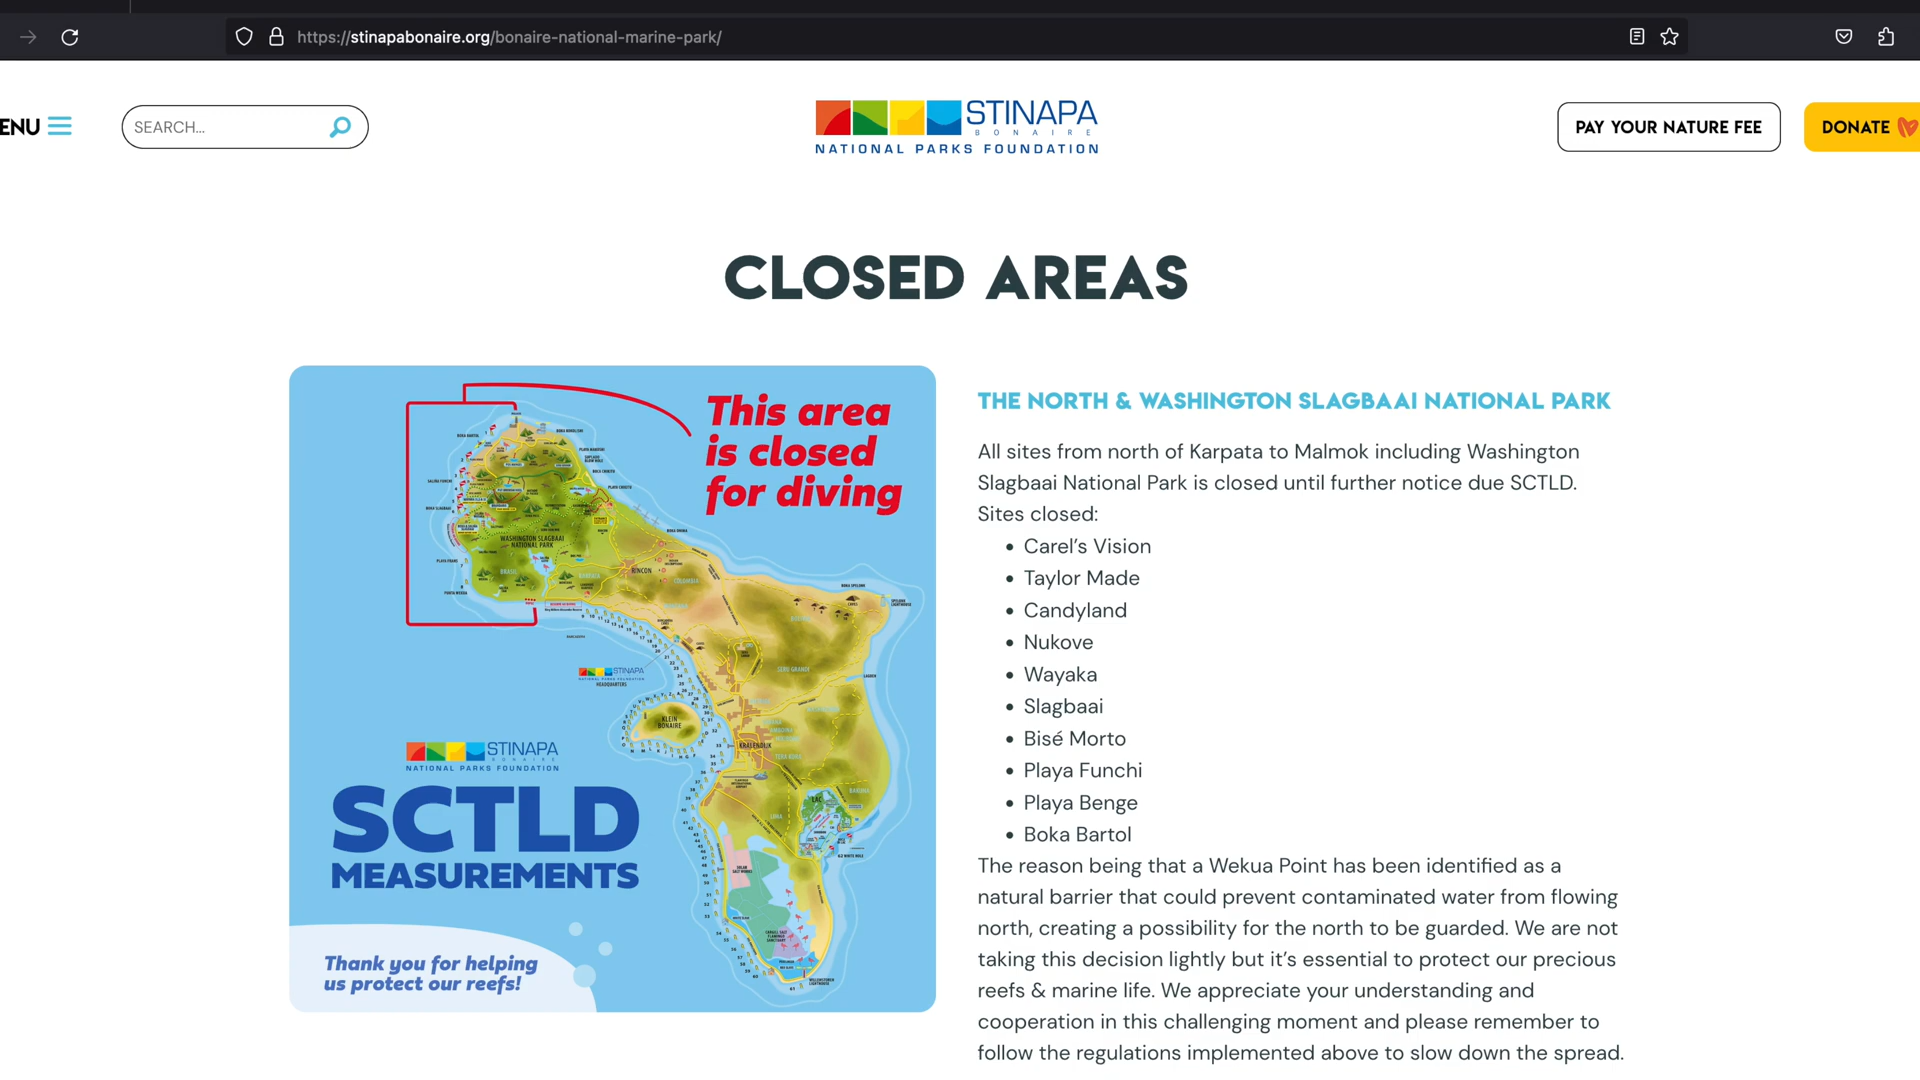 https://stinapabonaire.org/bonaire-national-marine-park/
ENU
SEARCH...
STINAPA
BONAIRE
NATIONAL PARKS FOUNDATION
PAY YOUR NATURE FEE
DONATE
CLOSED AREAS
This area
is closed
for diving
WASHINGTON SLAGBAAI
NATIONAL PARK
RINCON
STINAPA
NATIONAL PARKS FOUNDATION
HEADQUARTERS
KLEIN
BONAIRE
KRALENDIJK
LAC
STINAPA
BONAIRE
NATIONAL PARKS FOUNDATION
SCTLD
MEASUREMENTS
Thank you for helping
us protect our reefs!
THE NORTH & WASHINGTON SLAGBAAI NATIONAL PARK
All sites from north of Karpata to Malmok including Washington
Slagbaai National Park is closed until further notice due SCTLD.
Sites closed:
• Carel’s Vision
• Taylor Made
• Candyland
• Nukove
• Wayaka
• Slagbaai
• Bisé Morto
• Playa Funchi
• Playa Benge
• Boka Bartol
The reason being that a Wekua Point has been identified as a
natural barrier that could prevent contaminated water from flowing
north, creating a possibility for the north to be guarded. We are not
taking this decision lightly but it’s essential to protect our precious
reefs & marine life. We appreciate your understanding and
cooperation in this challenging moment and please remember to
follow the regulations implemented above to slow down the spread.